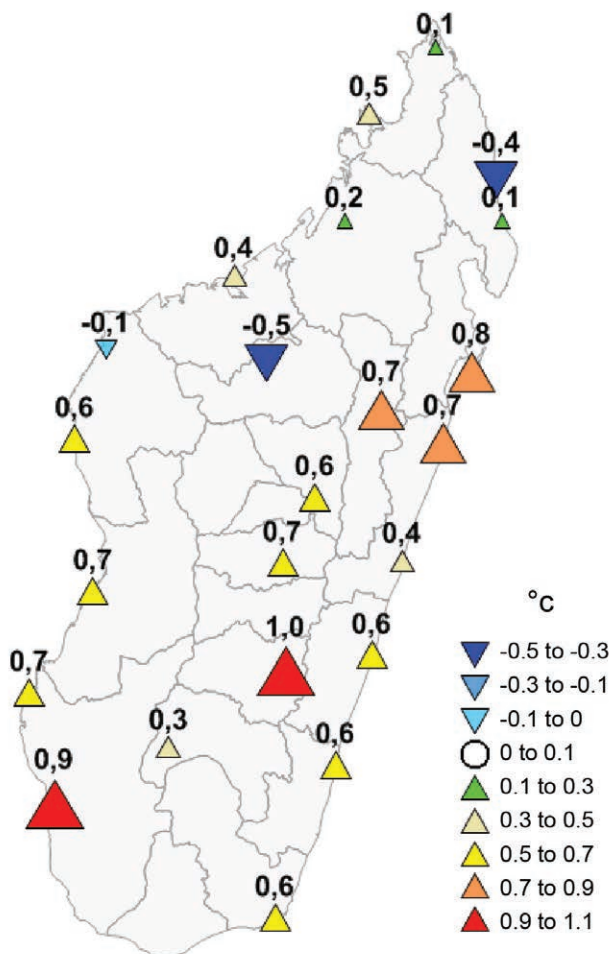 0,1
0,5
-0,4
0,2
0,1
0,4
-0,1
-0,5
0,8
0,7
0,6
0,7
0,6
0,7
0,4
0,7
1,0
0,6
0,7
0,3
0,6
0,9
0,6
°C
-0.5 to -0.3
-0.3 to -0.1
-0.1 to 0
0 to 0.1
0.1 to 0.3
0.3 to 0.5
0.5 to 0.7
0.7 to 0.9
0.9 to 1.1